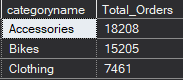 categoryname Total_Orders
Accessories 18208
Bikes 15205
Clothing 7461